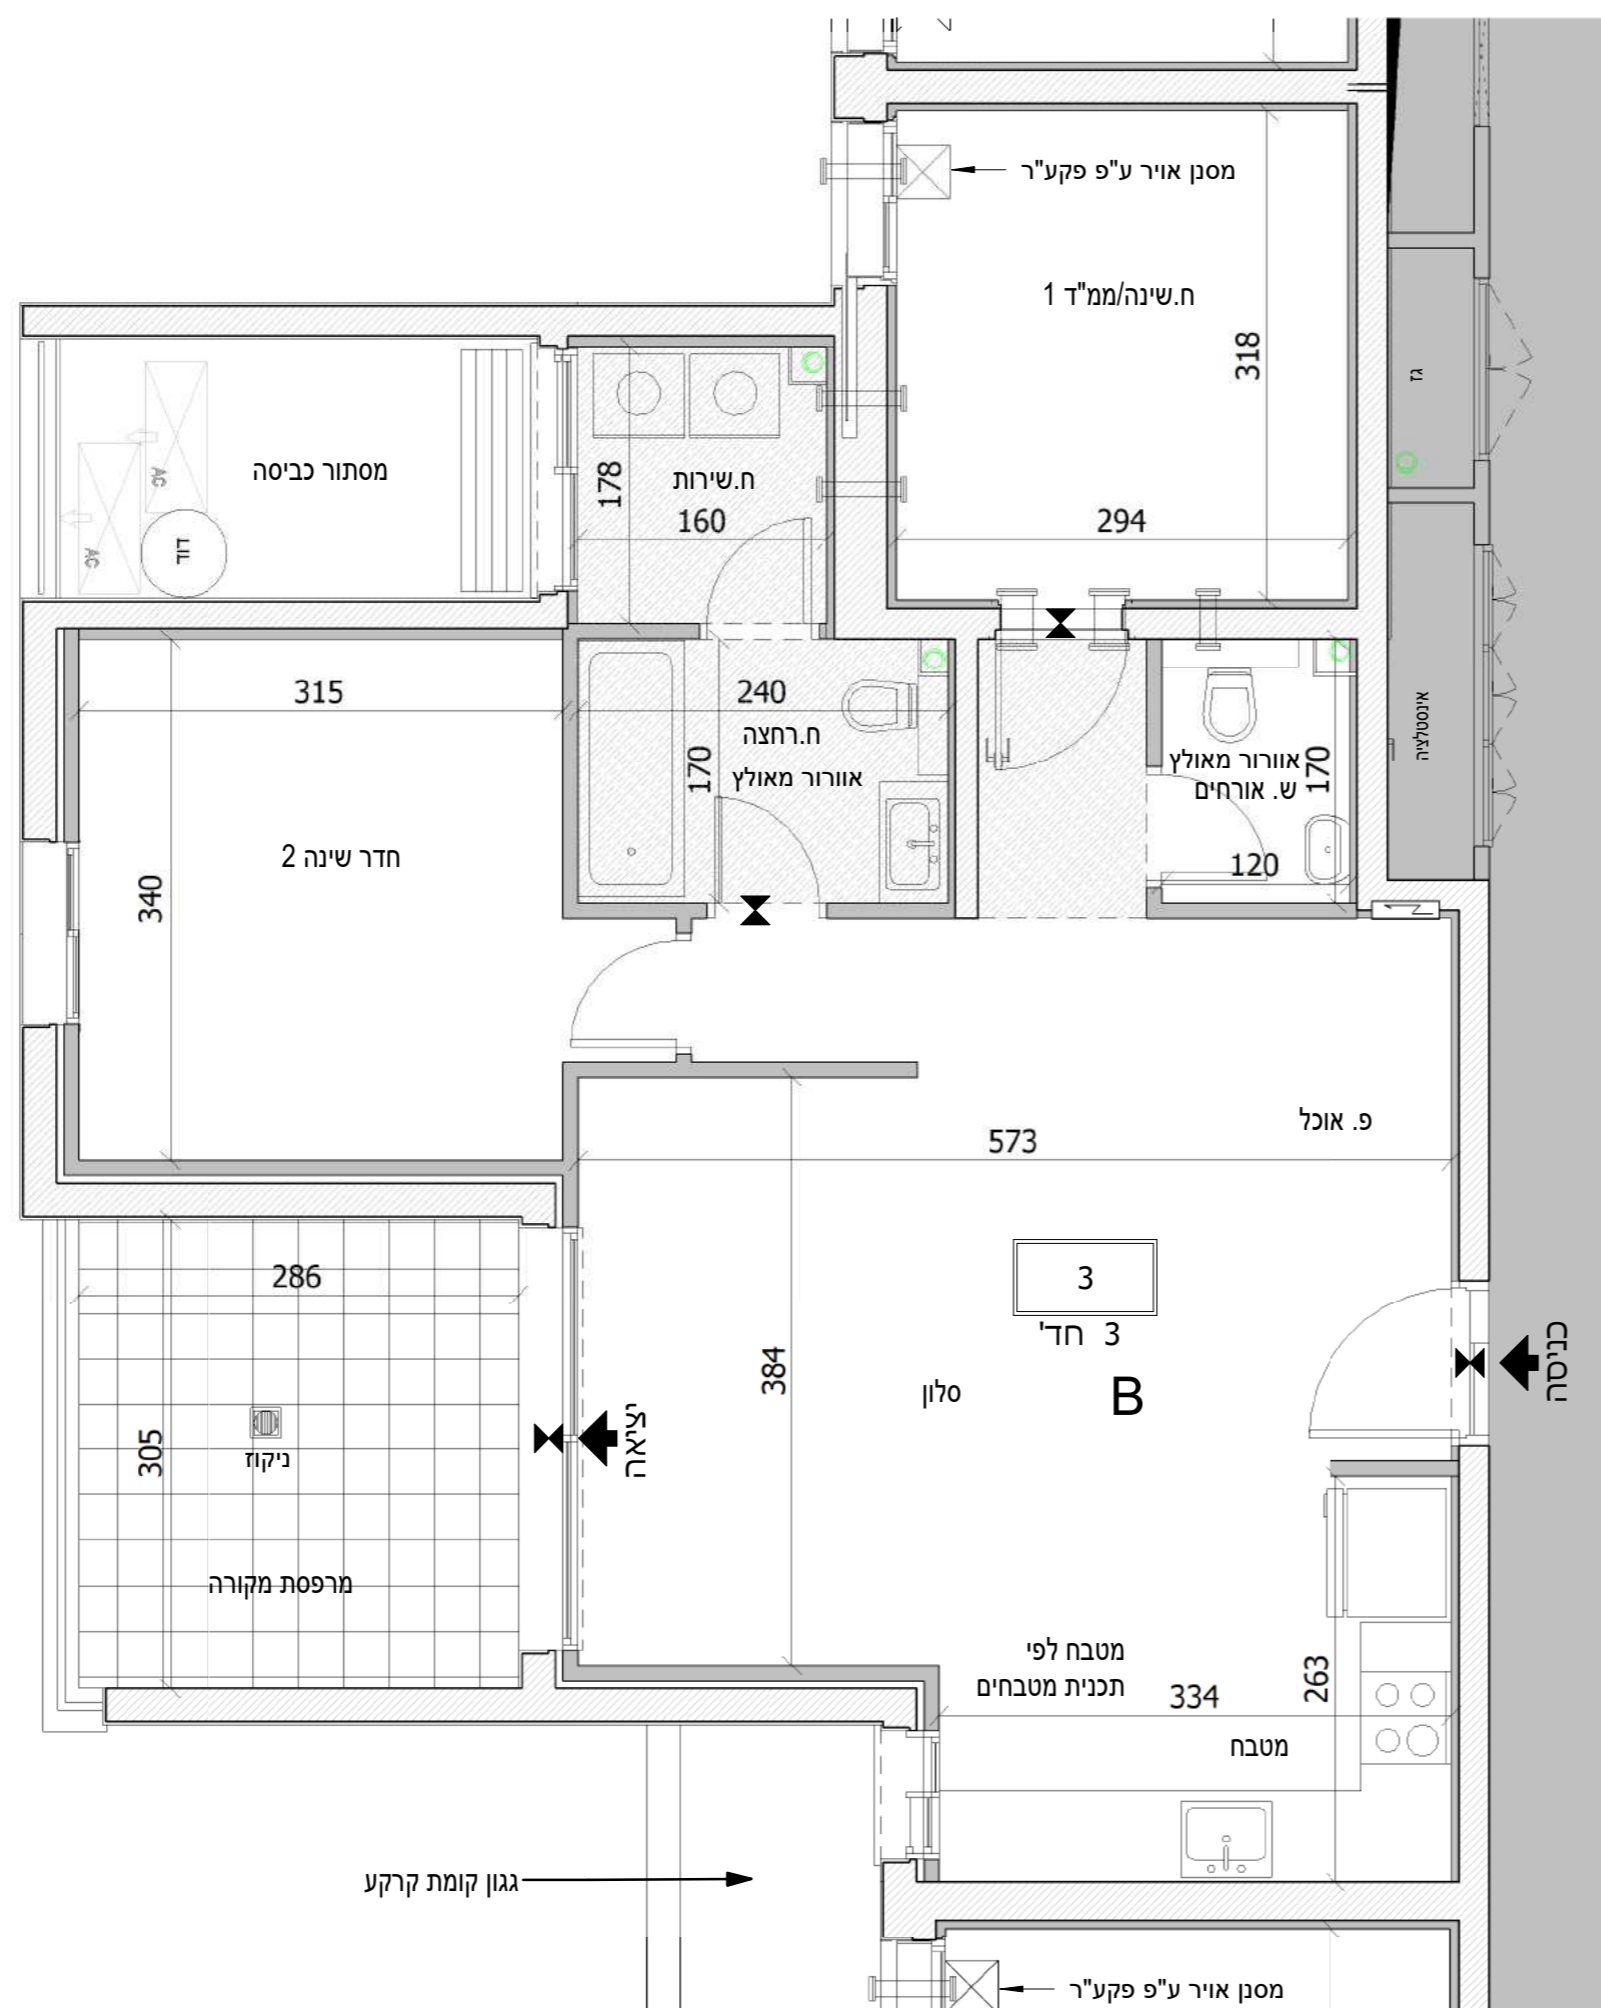 מסנן אויר ע"פ פקע"ר
ח.שינה/ממ"ד 1
318
294
גז
מסתור כביסה
AC
AC
דוד
178
ח.שירות
160
315
240
170
ח.רחצה
אוורור מאולץ
אוורור מאולץ
ש. אורחים
170
120
אינסטלציה
חדר שינה 2
340
פ. אוכל
573
3
3 חד'
B
סלון
384
כניסה
יציאה
286
305
ניקוז
מרפסת מקורה
מטבח לפי
תכנית מטבחים
334
263
מטבח
גגון קומת קרקע
מסנן אויר ע"פ פקע"ר